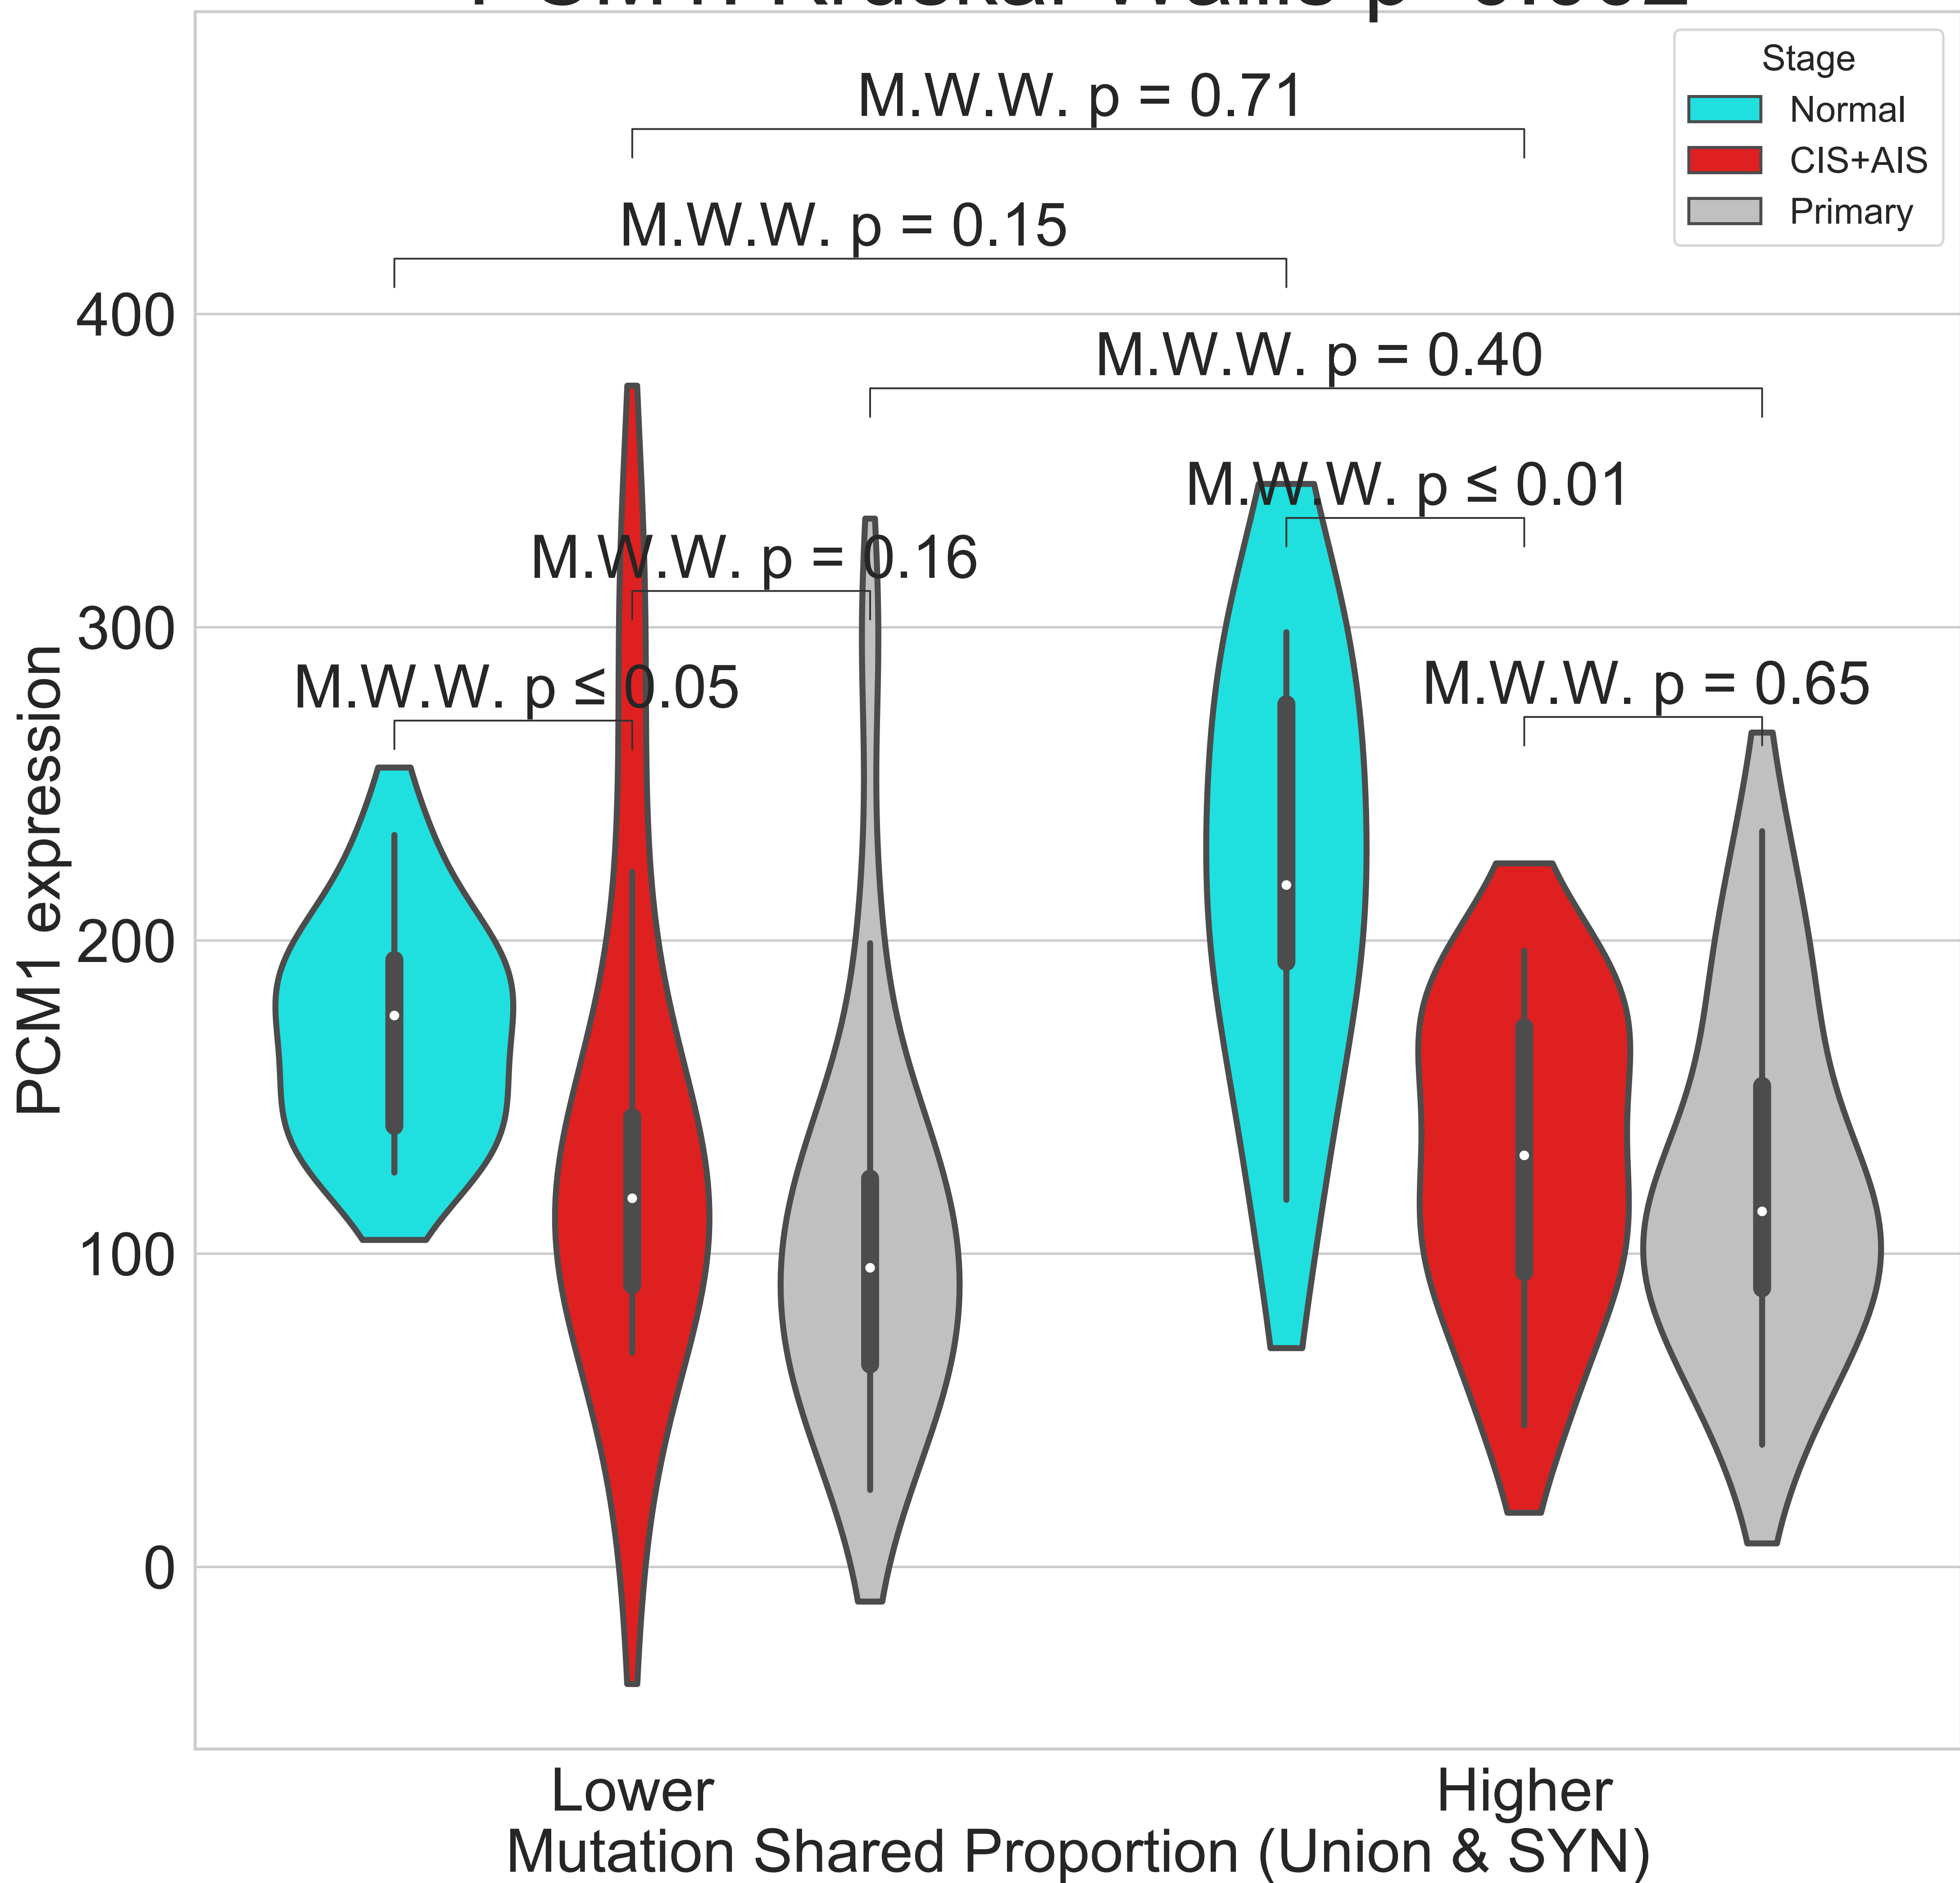 Stage
Normal
CIS+AIS
Primary
M.W.W. p = 0.71
M.W.W. p = 0.15
M.W.W. p = 0.40
M.W.W. p ≤ 0.01
M.W.W. p = 0.16
M.W.W. p ≤ 0.05
M.W.W. p = 0.65
PCM1 expression
400
300
200
100
0
Lower
Higher
Mutation Shared Proportion (Union & SYN)